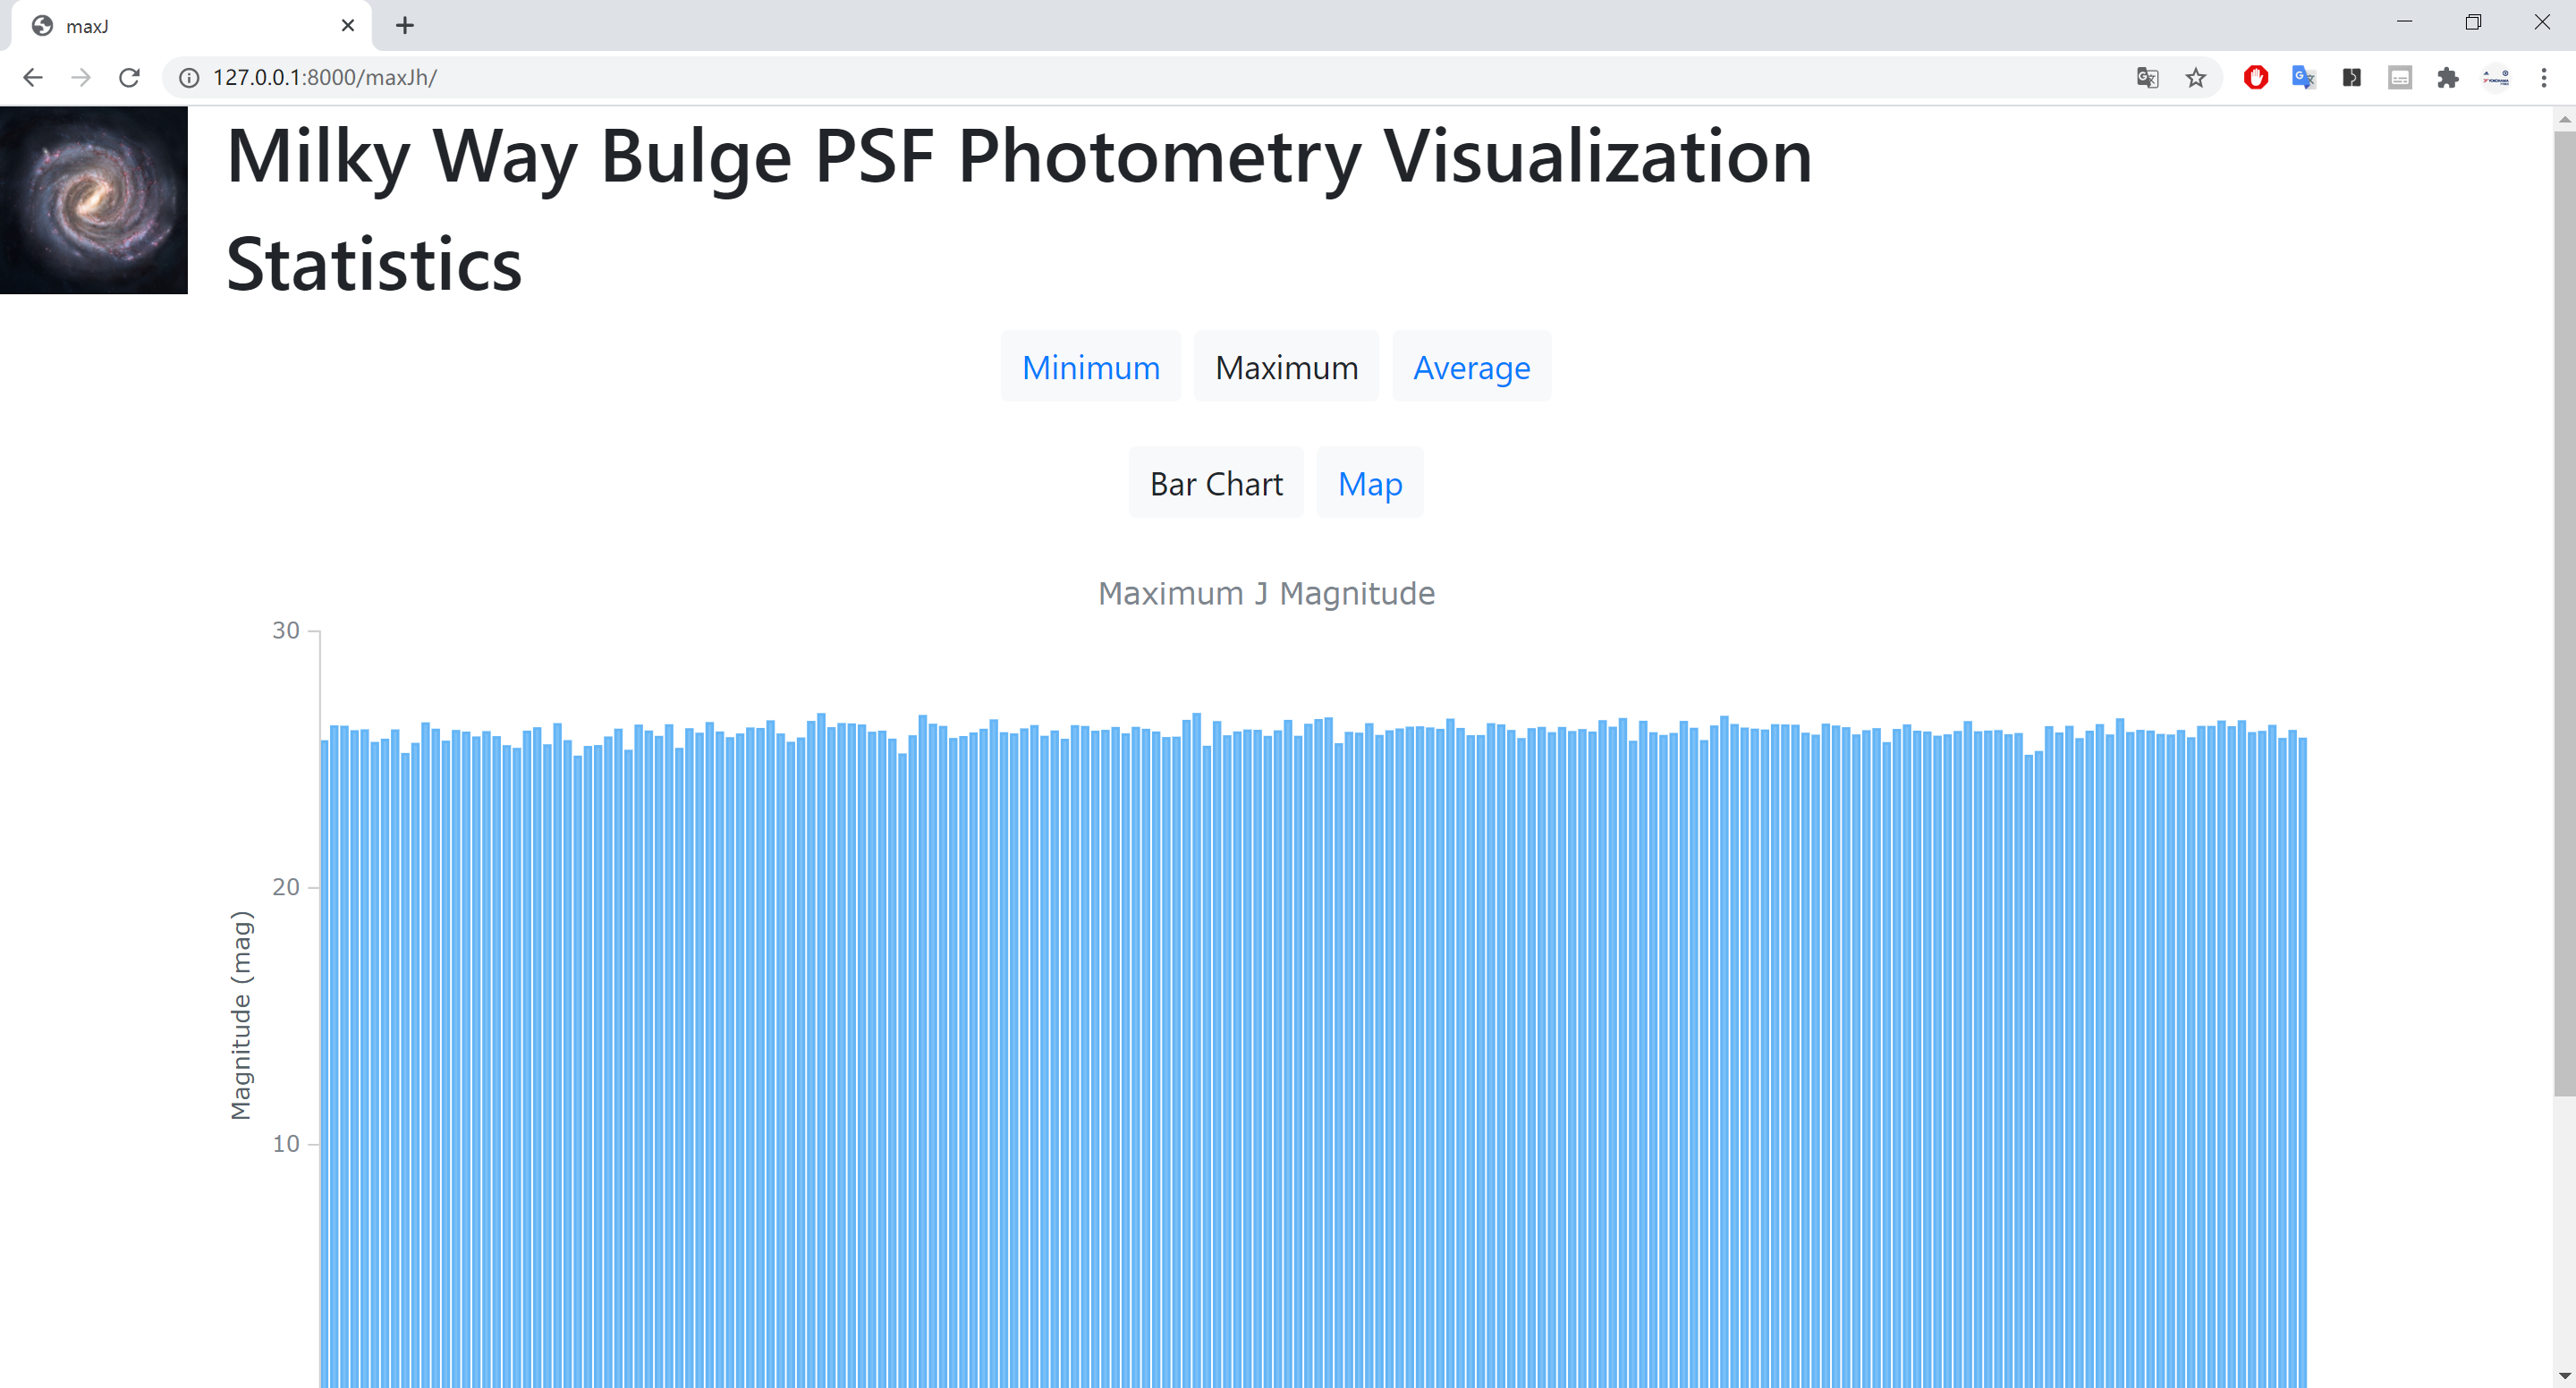 maxJ
127.0.0.1:8000/maxJh/
Milky Way Bulge PSF Photometry Visualization
Statistics
Minimum Maximum Average
Bar Chart Map
Maximum J Magnitude
30
20
10
Magnitude (mag)